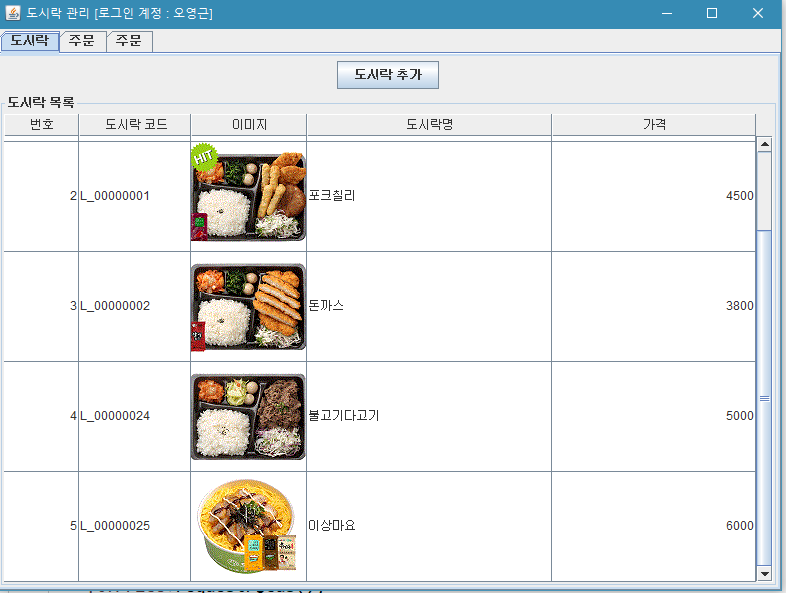 도시락 관리 [로그인 계정 : 오영근]
도시락 주문 주문
도시락 추가
도시락 목록
번호 도시락 코드 이미지 도시락명 가격
HIT
2 L_00000001 포크칠리 4500
3 L_00000002 돈까스 3800
4 L_00000024 불고기다고기 5000
5 L_00000025 이상마요 6000